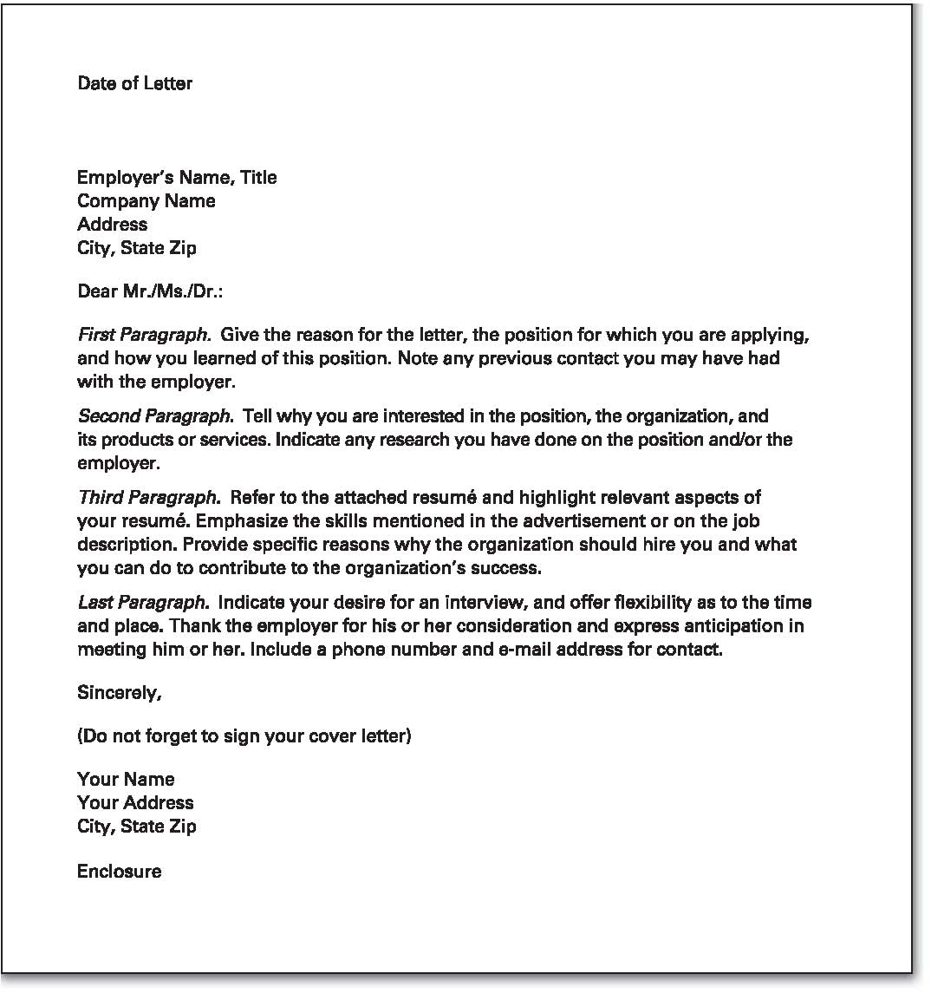 Date of Letter
Employer's Name, Title
Company Name
Address
City, State Zip
Dear Mr./Ms./Dr.:
First Paragraph. Give the reason for the letter, the position for which you are applying,
and how you learned of this position. Note any previous contact you may have had
with the employer.
Second Paragraph. Tell why you are interested in the position, the organization, and
its products or services. Indicate any research you have done on the position and/or the
employer.
Third Paragraph. Refer to the attached resumé and highlight relevant aspects of
your resumé. Emphasize the skills mentioned in the advertisement or on the job
description. Provide specific reasons why the organization should hire you and what
you can do to contribute to the organization's success.
Last Paragraph. Indicate your desire for an interview, and offer flexibility as to the time
and place. Thank the employer for his or her consideration and express anticipation in
meeting him or her. Include a phone number and e-mail address for contact.
Sincerely,
(Do not forget to sign your cover letter)
Your Name
Your Address
City, State Zip
Enclosure